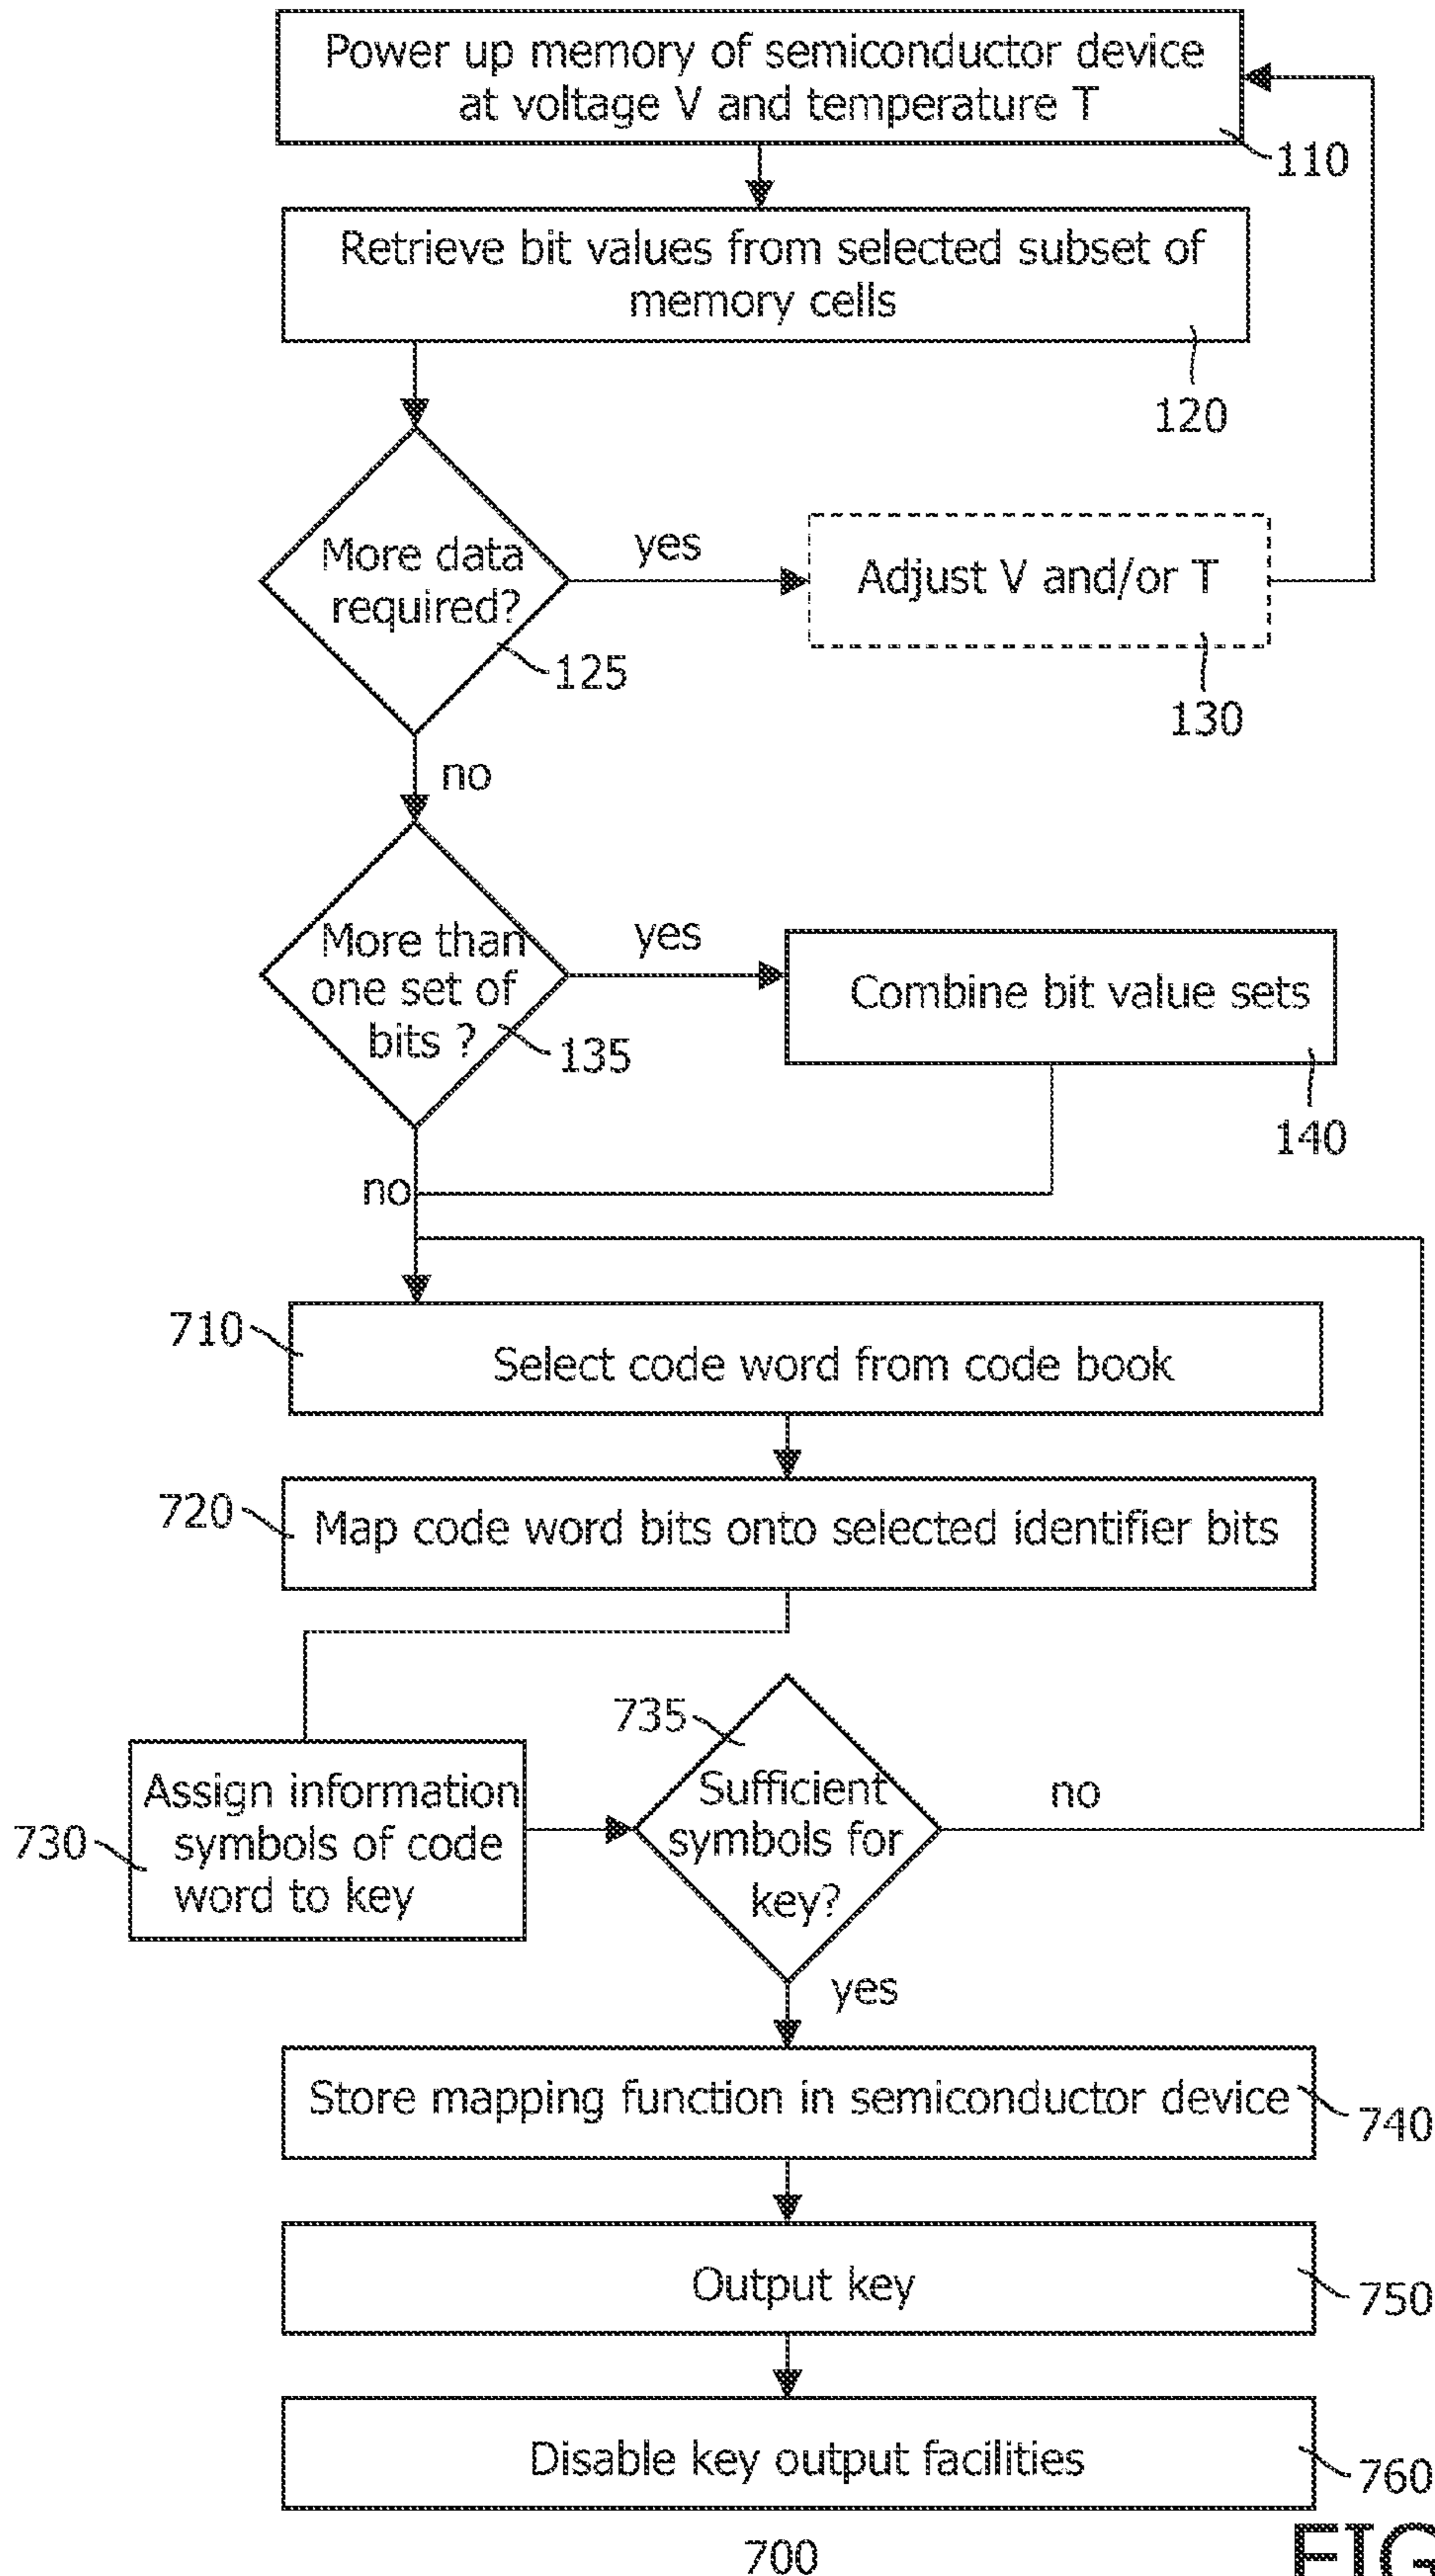 Power up memory of semiconductor device
at voltage V and temperature T
110
Retrieve bit values from selected subset of
memory cells
120
More data
required?
125
yes
Adjust V and/or T
130
no
More than
one set of
bits ?
135
yes
Combine bit value sets
140
no
710
Select code word from code book
720
Map code word bits onto selected identifier bits
730
Assign information
symbols of code
word to key
735
Sufficient
symbols for
key?
no
yes
Store mapping function in semiconductor device
740
Output key
750
Disable key output facilities
760
700